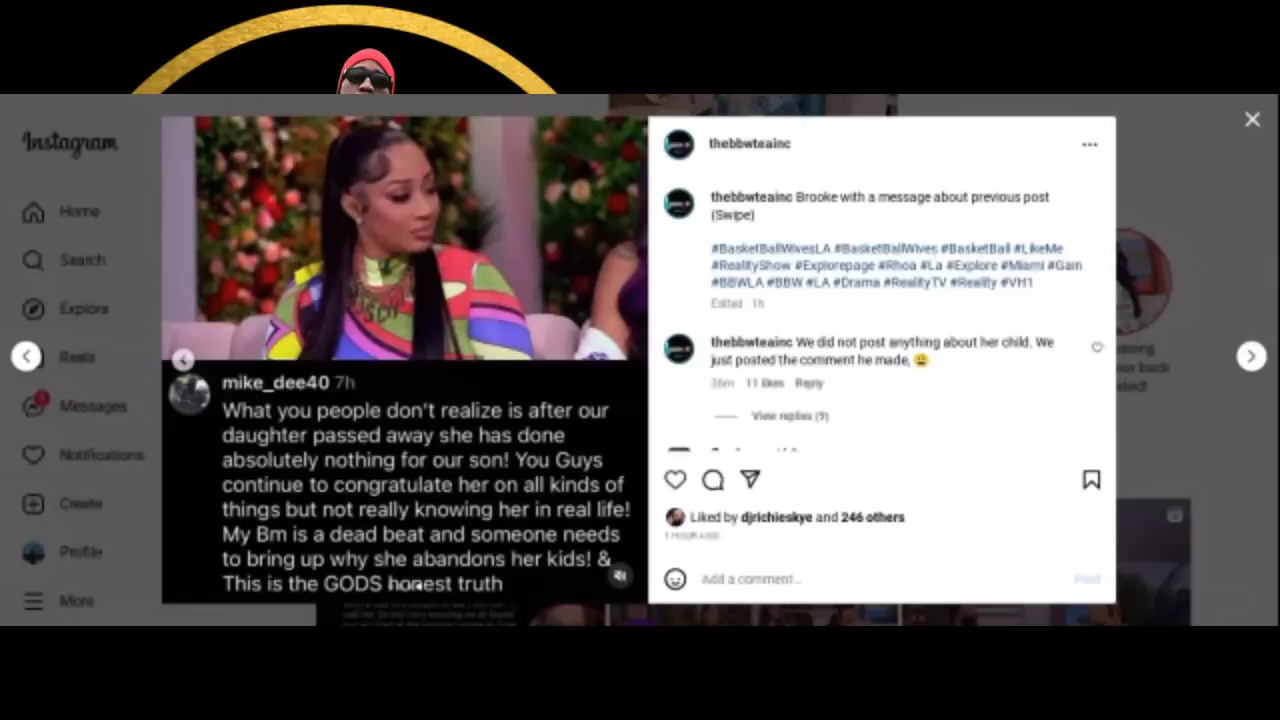 Instagram
Home
Search
Explore
Reels
Messages
Notifications
Create
Profile
More
mike_dee40 7h
What you people don't realize is after our
daughter passed away she has done
absolutely nothing for our son! You Guys
continue to congratulate her on all kinds of
things but not really knowing her in real life!
My Bm is a dead beat and someone needs
to bring up why she abandons her kids! &
This is the GODS honest truth
thebbwteainc
thebbwteainc Brooke with a message about previous post
(Swipe)
#BasketBallWivesLA #BasketBallWives #BasketBall #LikeMe
#RealityShow #Explorepage #Rhoa #La #Explore #Miami #Gain
#BBWLA #BBW #LA #Drama #RealityTV #Reality #VH1
Edited · 1h
thebbwteainc We did not post anything about her child. We
just posted the comment he made, 😩
36m 11 likes Reply
View replies (9)
Liked by djrichieskye and 246 others
1 HOUR AGO
Add a comment...
Post